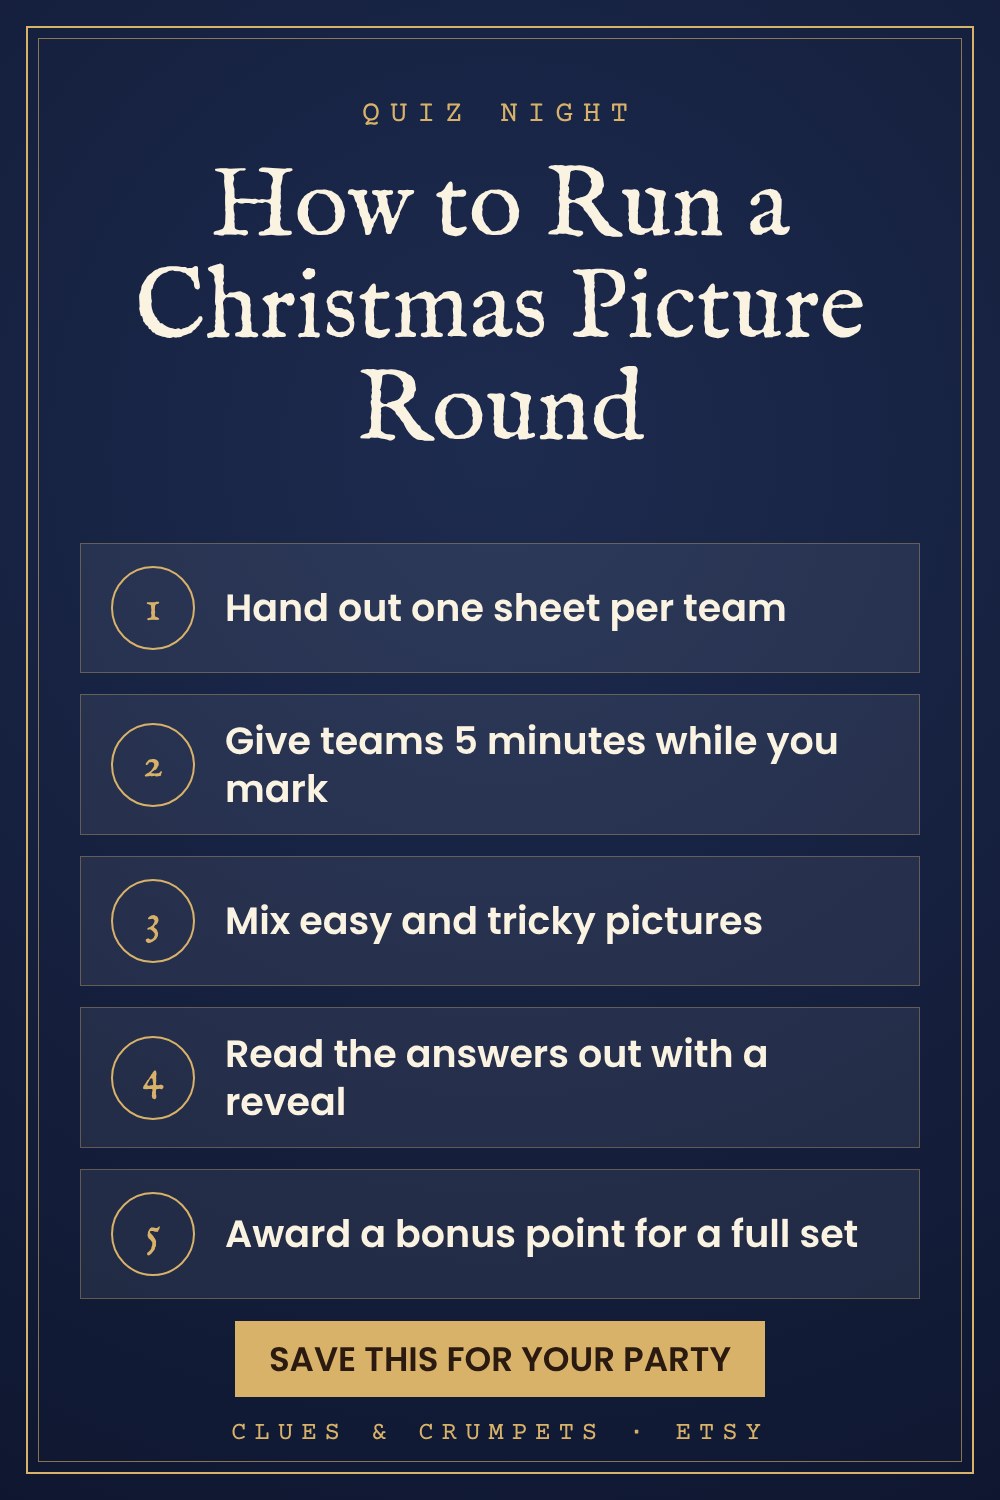 QUIZ NIGHT
How to Run a
Christmas Picture
Round
1 Hand out one sheet per team
2 Give teams 5 minutes while you
mark
3 Mix easy and tricky pictures
4 Read the answers out with a
reveal
5 Award a bonus point for a full set
SAVE THIS FOR YOUR PARTY
CLUES & CRUMPETS · ETSY